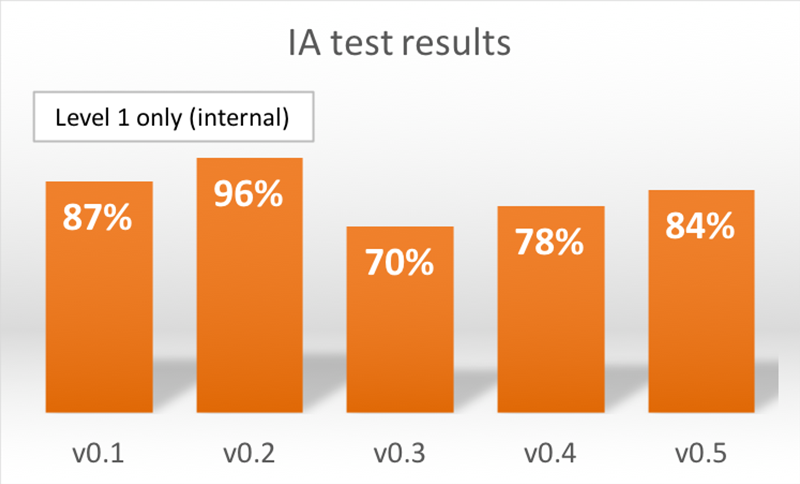 IA test results
Level 1 only (internal)
87%
96%
70%
78%
84%
v0.1
v0.2
v0.3
v0.4
v0.5